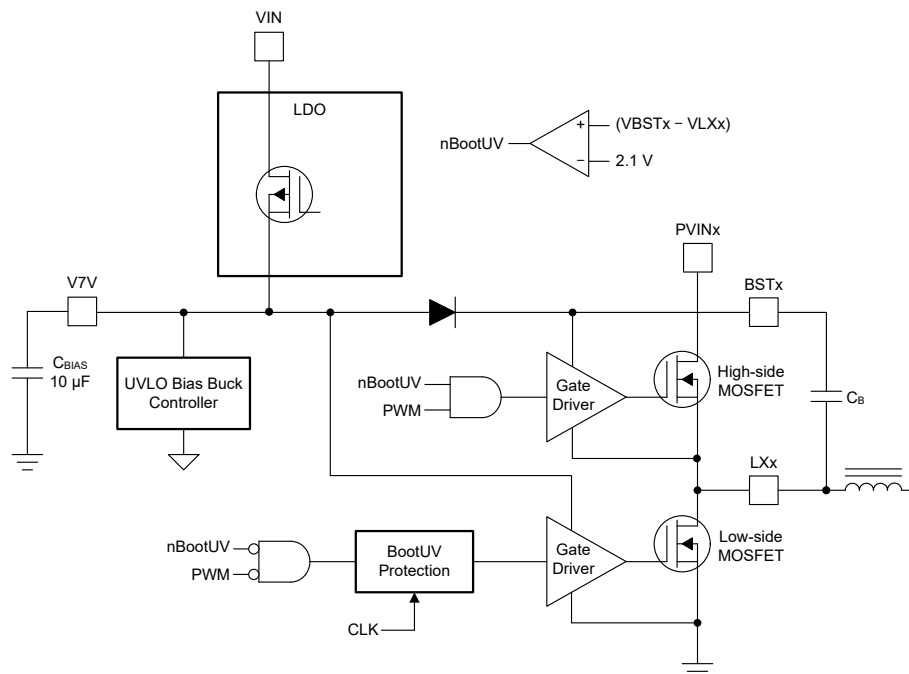 VIN
LDO
(VBSTx − VLXx)
nBootUV
2.1 V
+
−
PVINx
V7V
BSTx
CBIAS
10 µF
UVLO Bias Buck
Controller
nBootUV
PWM
Gate
Driver
High-side
MOSFET
CB
LXx
nBootUV
PWM
BootUV
Protection
Gate
Driver
Low-side
MOSFET
CLK